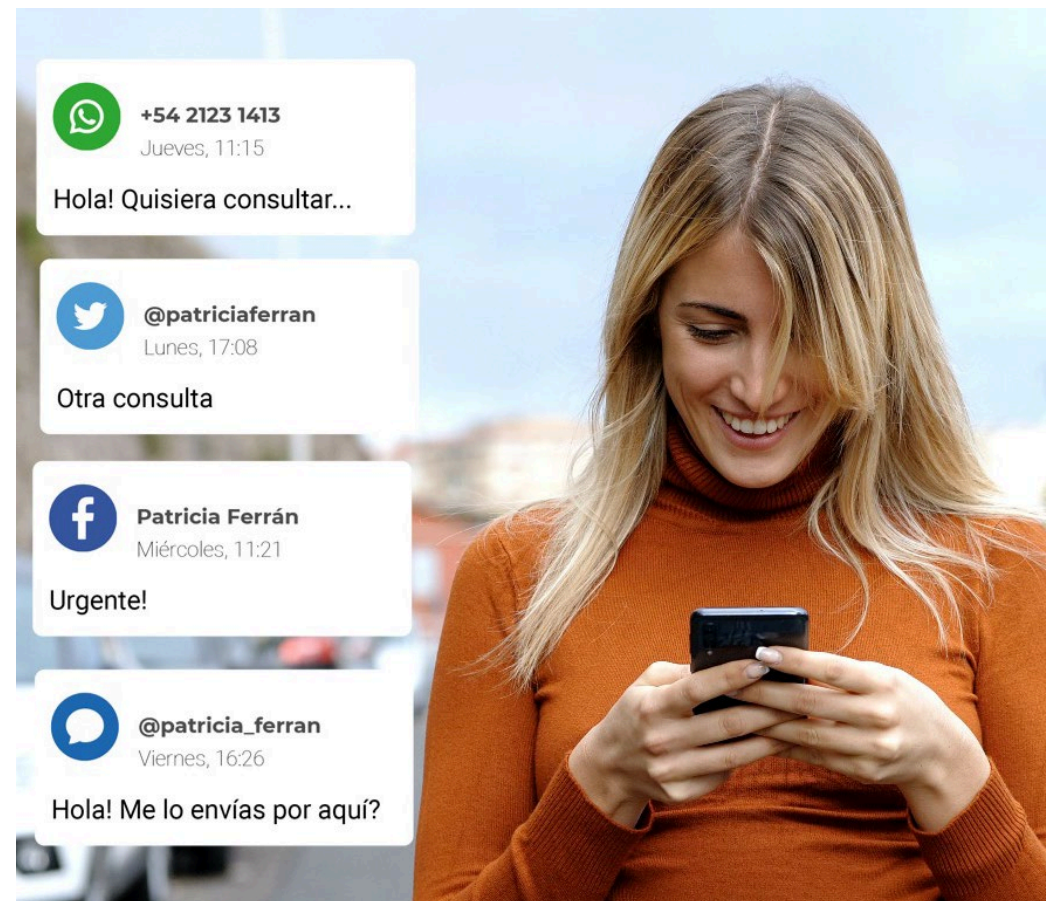 +54 2123 1413
Jueves, 11:15
Hola! Quisiera consultar...
@patriciaferran
Lunes, 17:08
Otra consulta
Patricia Ferrán
Miércoles, 11:21
Urgente!
@patricia_ferran
Viernes, 16:26
Hola! Me lo envías por aquí?